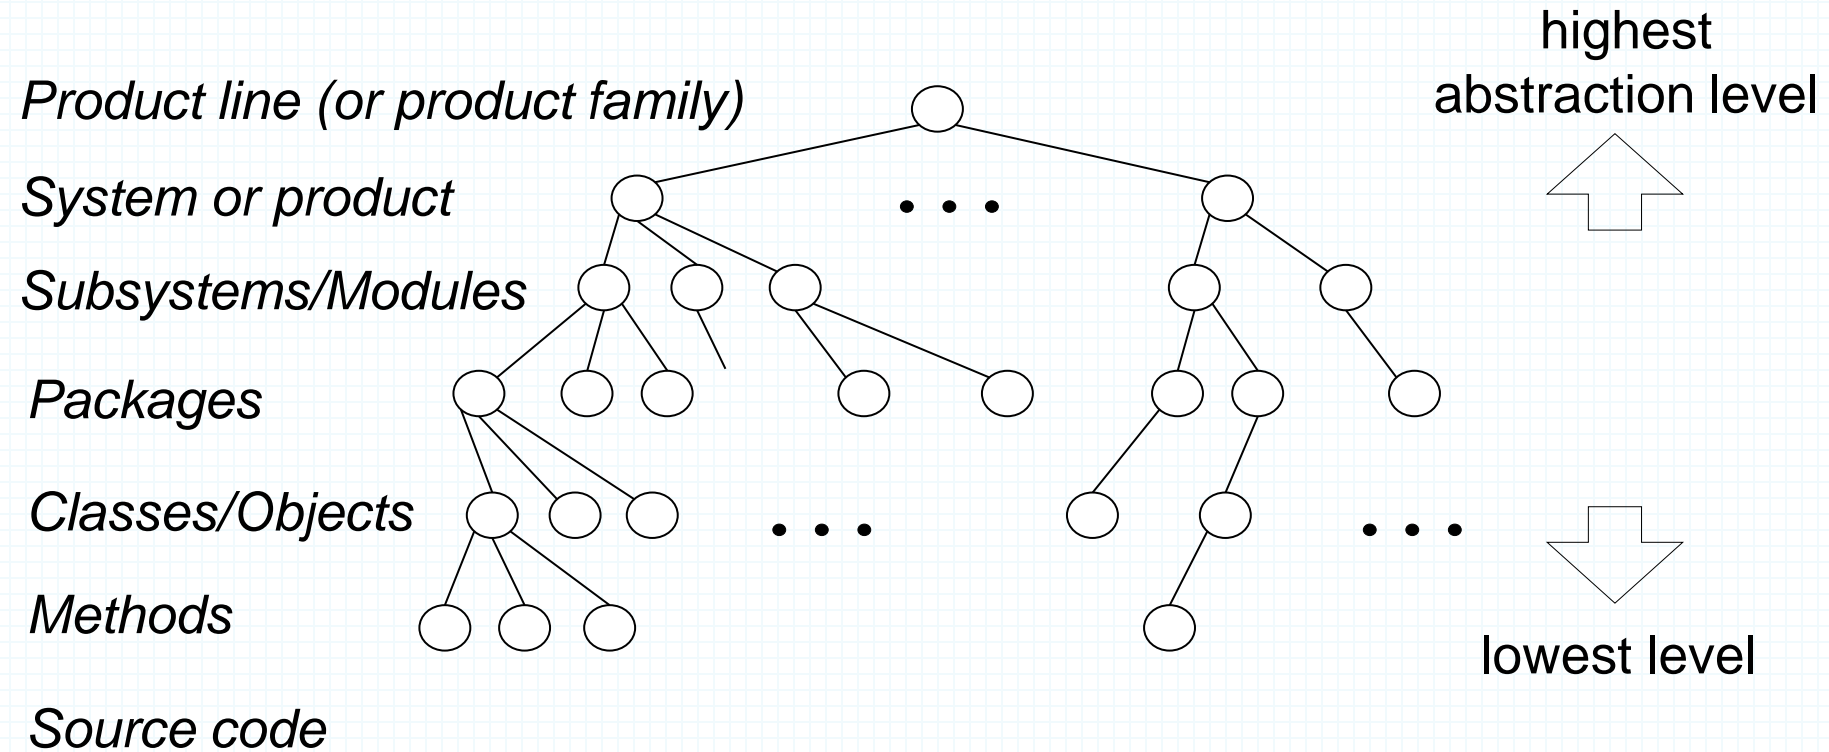 highest
abstraction level
Product line (or product family)
System or product
. . .
Subsystems/Modules
Packages
Classes/Objects
. . .
. . .
Methods
lowest level
Source code